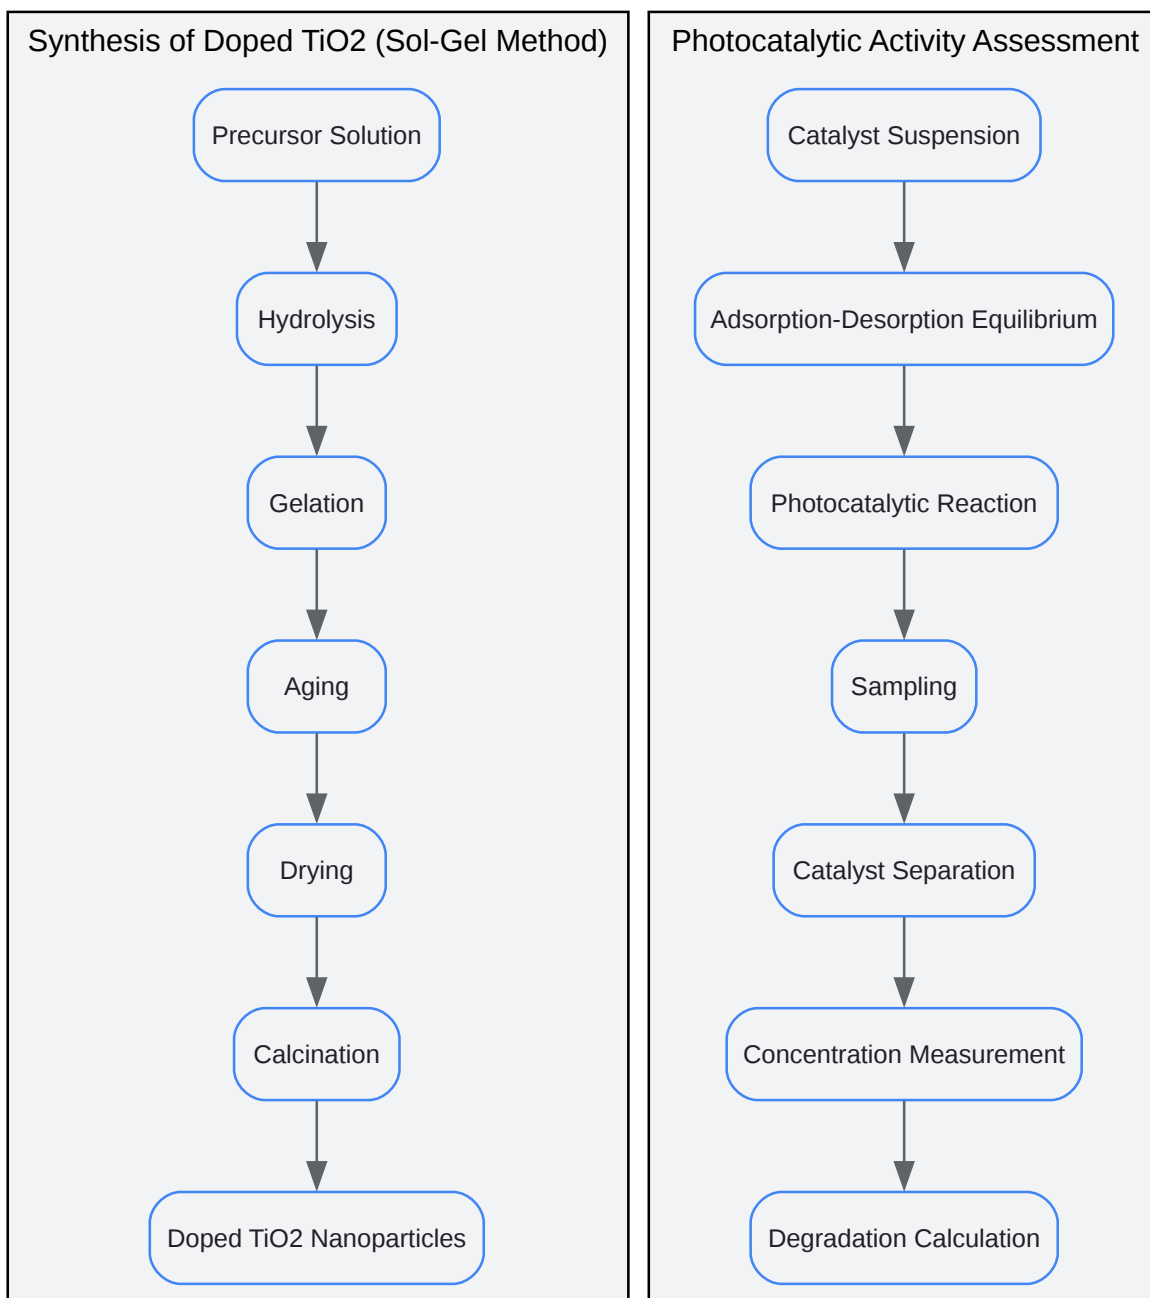 Synthesis of Doped TiO2 (Sol-Gel Method)
Precursor Solution
Hydrolysis
Gelation
Aging
Drying
Calcination
Doped TiO2 Nanoparticles
Photocatalytic Activity Assessment
Catalyst Suspension
Adsorption-Desorption Equilibrium
Photocatalytic Reaction
Sampling
Catalyst Separation
Concentration Measurement
Degradation Calculation